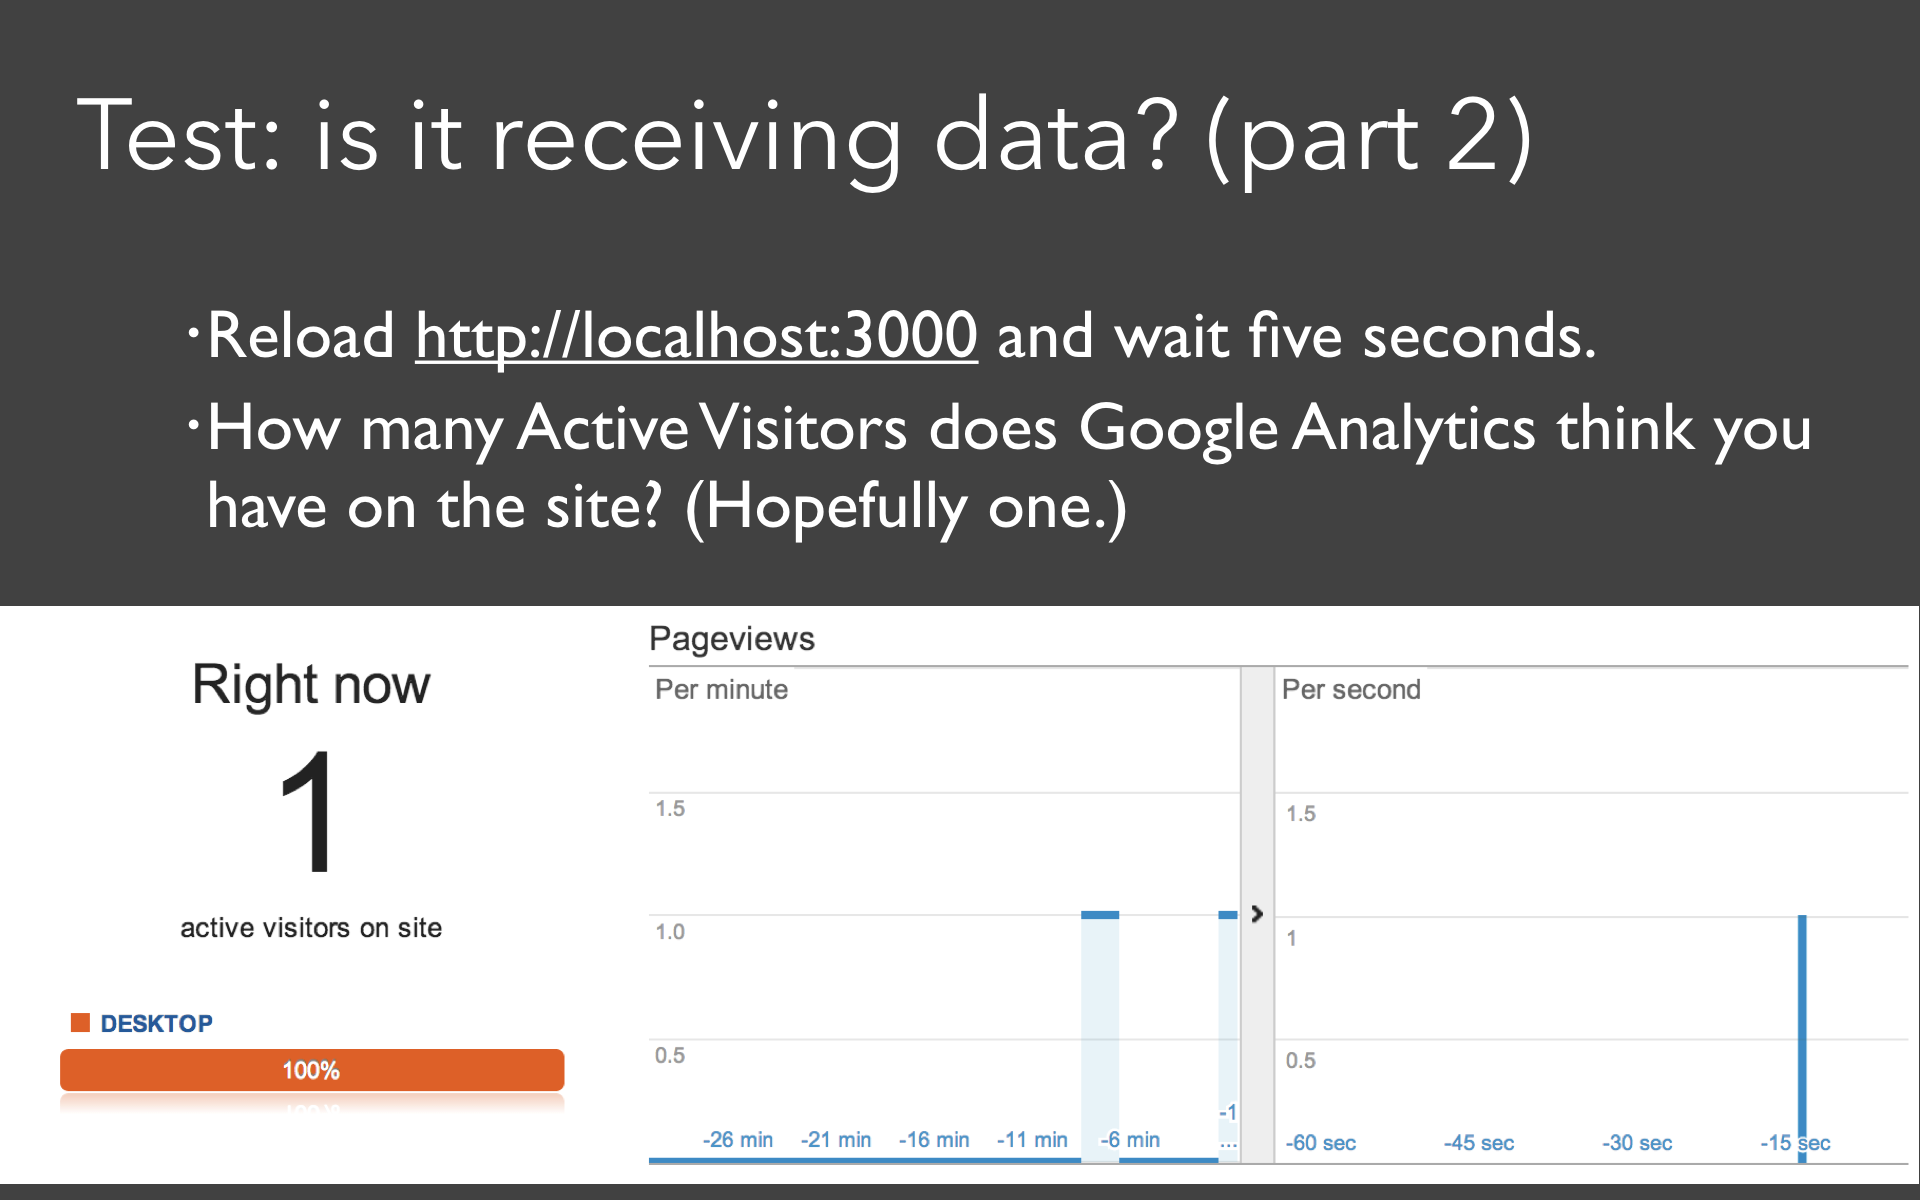 Test: is it receiving data? (part 2)
·Reload http://localhost:3000 and wait five seconds.
·How many Active Visitors does Google Analytics think you
have on the site? (Hopefully one.)
Right now
1
active visitors on site
DESKTOP
100%
Pageviews
Per minute
1.5
1.0
0.5
-26 min -21 min -16 min -11 min -6 min -1
...
Per second
1.5
1
0.5
-60 sec -45 sec -30 sec -15 sec